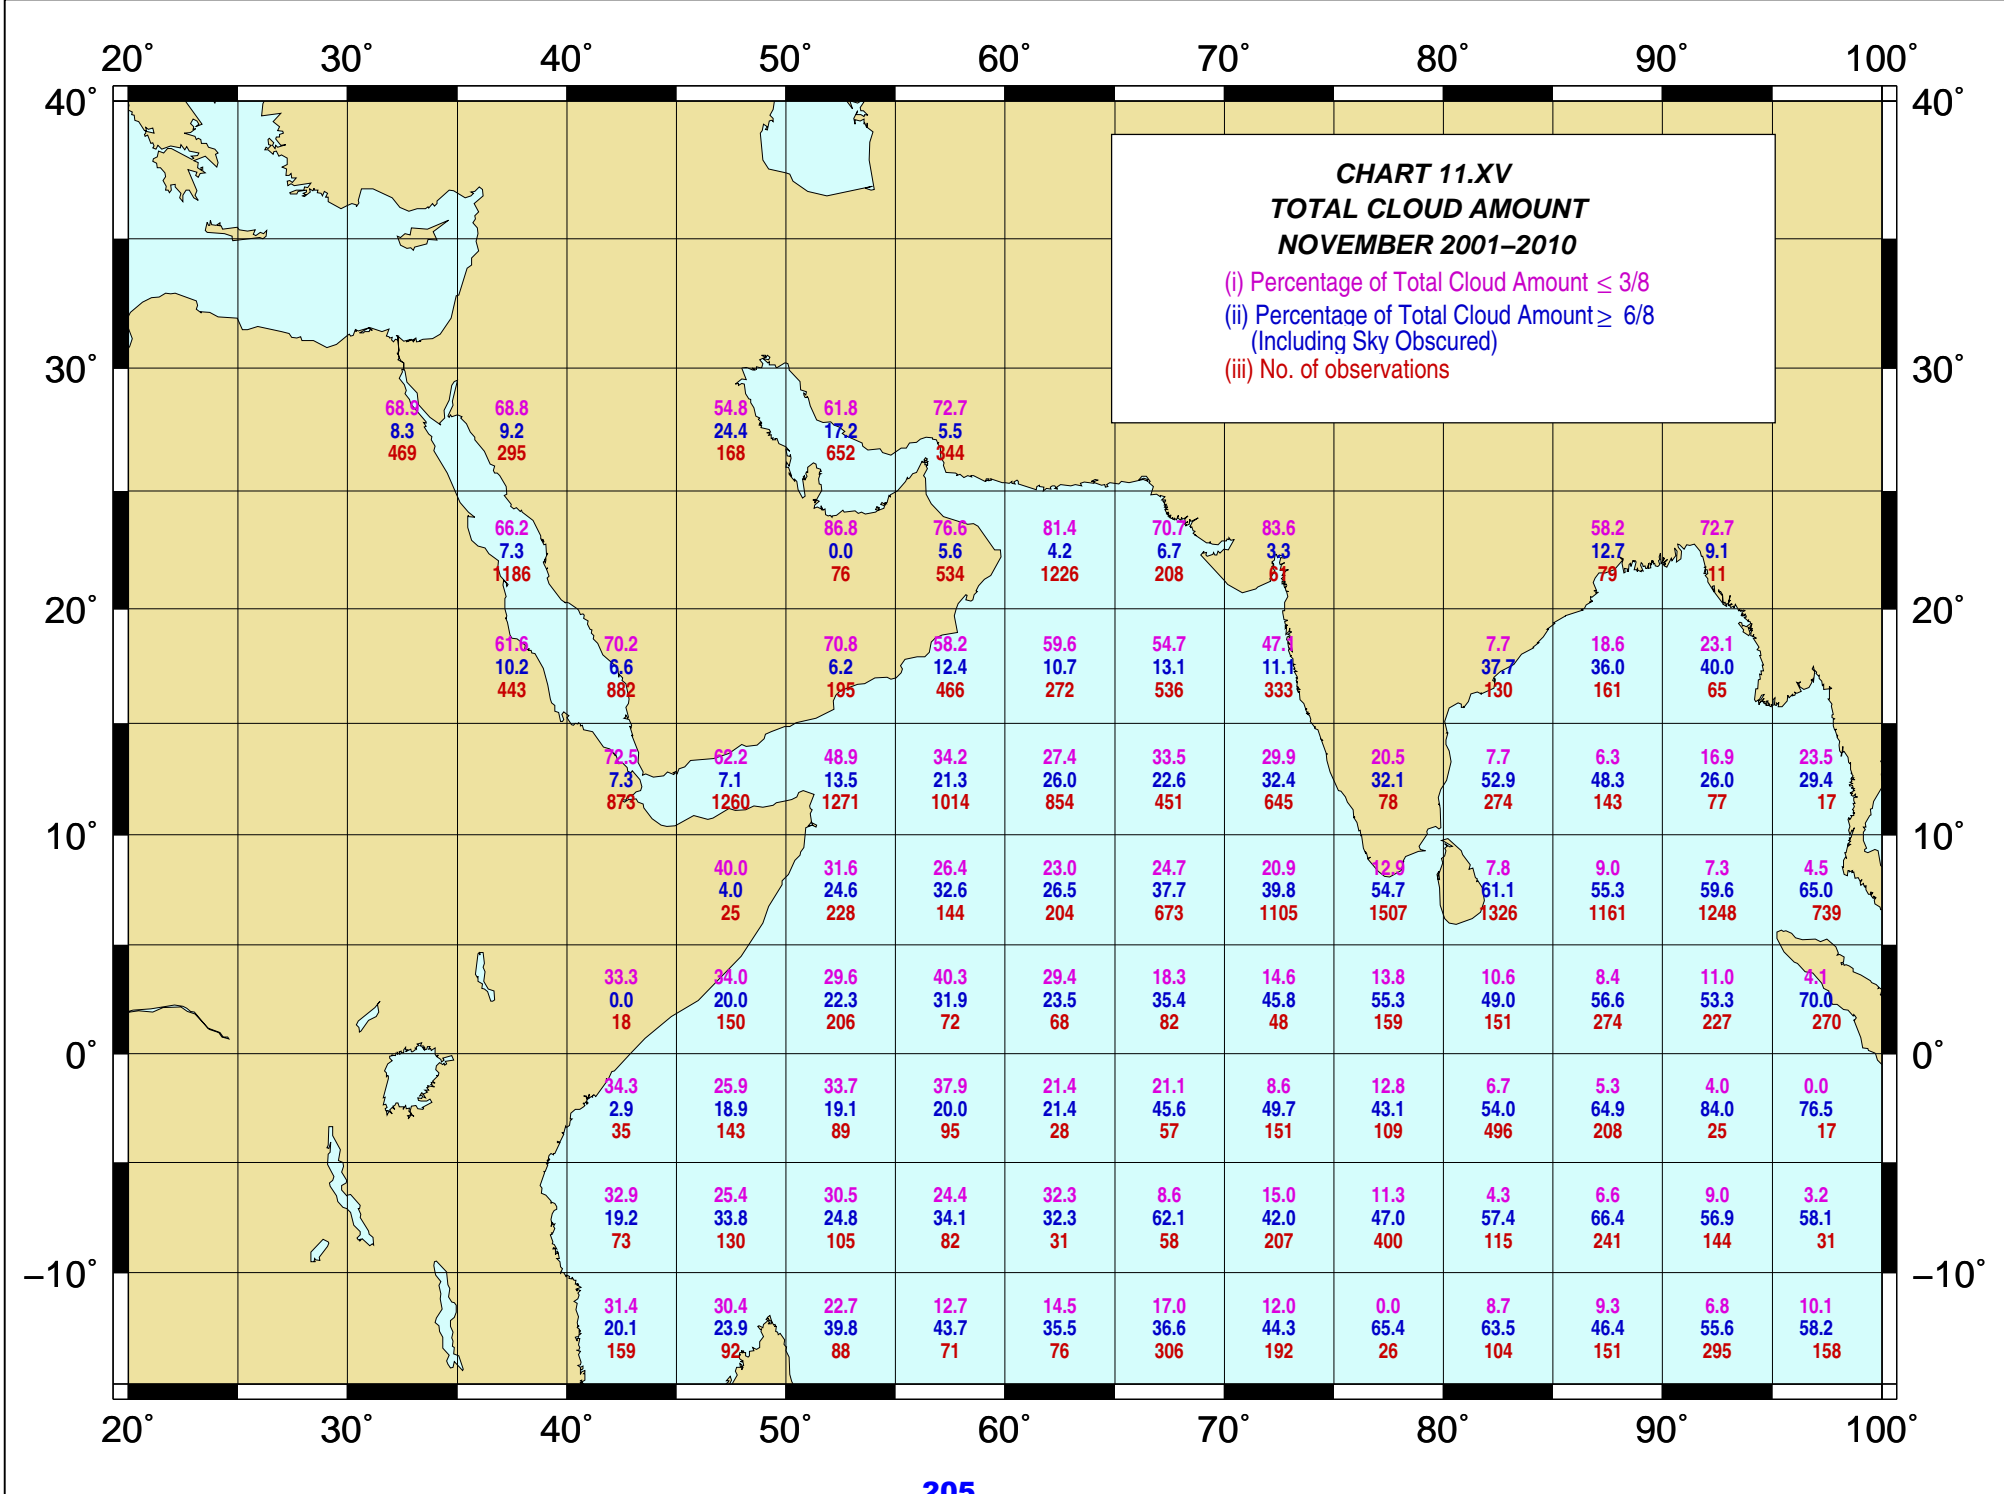 20° 30° 40° 50° 60° 70° 80° 90° 100°
40° 40°
CHART 11.XV
TOTAL CLOUD AMOUNT
NOVEMBER 2001–2010
(i) Percentage of Total Cloud Amount ≤ 3/8
(ii) Percentage of Total Cloud Amount ≥ 6/8
(Including Sky Obscured)
(iii) No. of observations
30° 30°
68.9 68.8 54.8 61.8 72.7
8.3 9.2 24.4 17.2 5.5
469 295 168 652 344
66.2 86.8 76.6 81.4 70.7 83.6 58.2 72.7
7.3 0.0 5.6 4.2 6.7 3.3 12.7 9.1
1186 76 534 1226 208 61 79 11
20° 20°
61.6 70.2 70.8 58.2 59.6 54.7 47.1 7.7 18.6 23.1
10.2 6.6 6.2 12.4 10.7 13.1 11.1 37.7 36.0 40.0
443 882 195 466 272 536 333 130 161 65
72.5 62.2 48.9 34.2 27.4 33.5 29.9 20.5 7.7 6.3 16.9 23.5
7.3 7.1 13.5 21.3 26.0 22.6 32.4 32.1 52.9 48.3 26.0 29.4
873 1260 1271 1014 854 451 645 78 274 143 77 17
10° 10°
40.0 31.6 26.4 23.0 24.7 20.9 12.9 7.8 9.0 7.3 4.5
4.0 24.6 32.6 26.5 37.7 39.8 54.7 61.1 55.3 59.6 65.0
25 228 144 204 673 1105 1507 1326 1161 1248 739
33.3 34.0 29.6 40.3 29.4 18.3 14.6 13.8 10.6 8.4 11.0 4.1
0.0 20.0 22.3 31.9 23.5 35.4 45.8 55.3 49.0 56.6 53.3 70.0
18 150 206 72 68 82 48 159 151 274 227 270
0° 0°
34.3 25.9 33.7 37.9 21.4 21.1 8.6 12.8 6.7 5.3 4.0 0.0
2.9 18.9 19.1 20.0 21.4 45.6 49.7 43.1 54.0 64.9 84.0 76.5
35 143 89 95 28 57 151 109 496 208 25 17
32.9 25.4 30.5 24.4 32.3 8.6 15.0 11.3 4.3 6.6 9.0 3.2
19.2 33.8 24.8 34.1 32.3 62.1 42.0 47.0 57.4 66.4 56.9 58.1
73 130 105 82 31 58 207 400 115 241 144 31
–10° –10°
31.4 30.4 22.7 12.7 14.5 17.0 12.0 0.0 8.7 9.3 6.8 10.1
20.1 23.9 39.8 43.7 35.5 36.6 44.3 65.4 63.5 46.4 55.6 58.2
159 92 88 71 76 306 192 26 104 151 295 158
20° 30° 40° 50° 60° 70° 80° 90° 100°
205